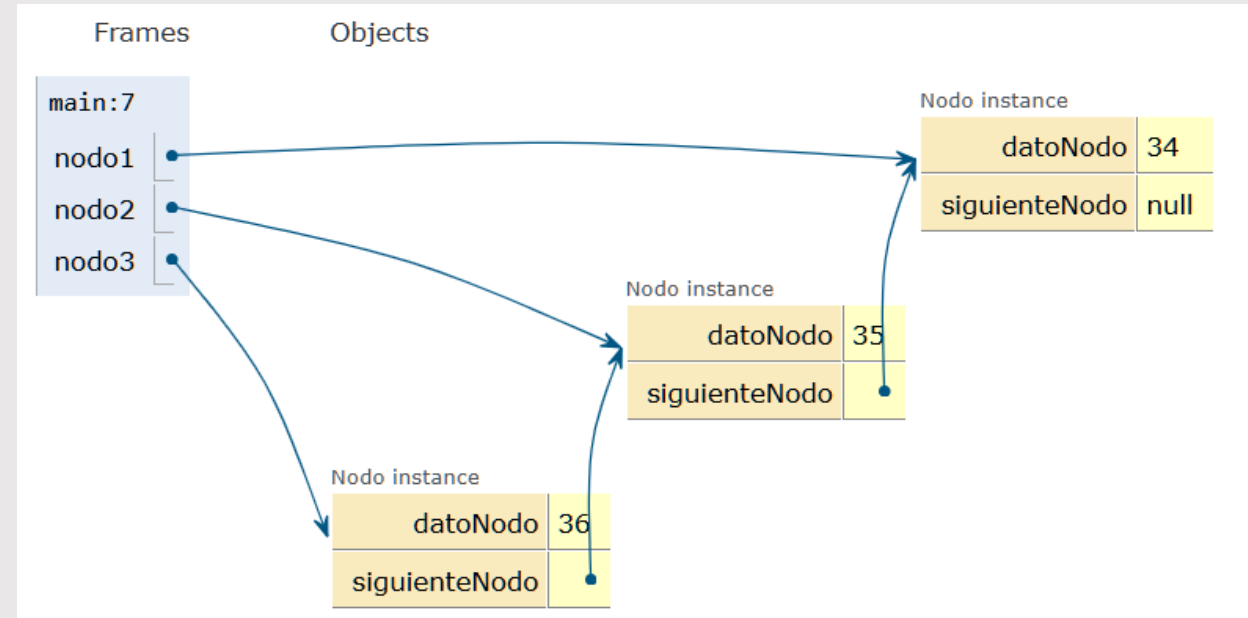 Frames Objects
main:7
nodo1
nodo2
nodo3
Nodo instance
datoNodo 34
siguienteNodo null
Nodo instance
datoNodo 35
siguienteNodo
Nodo instance
datoNodo 36
siguienteNodo